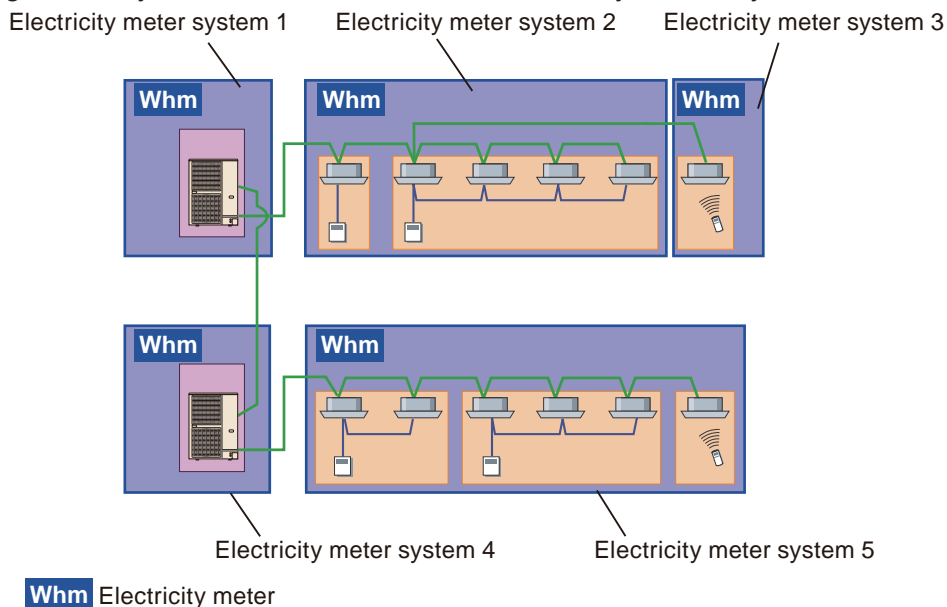 Electricity meter system 1 Electricity meter system 2 Electricity meter system 3
Whm Whm Whm
Whm Whm
Electricity meter system 4 Electricity meter system 5
Whm Electricity meter